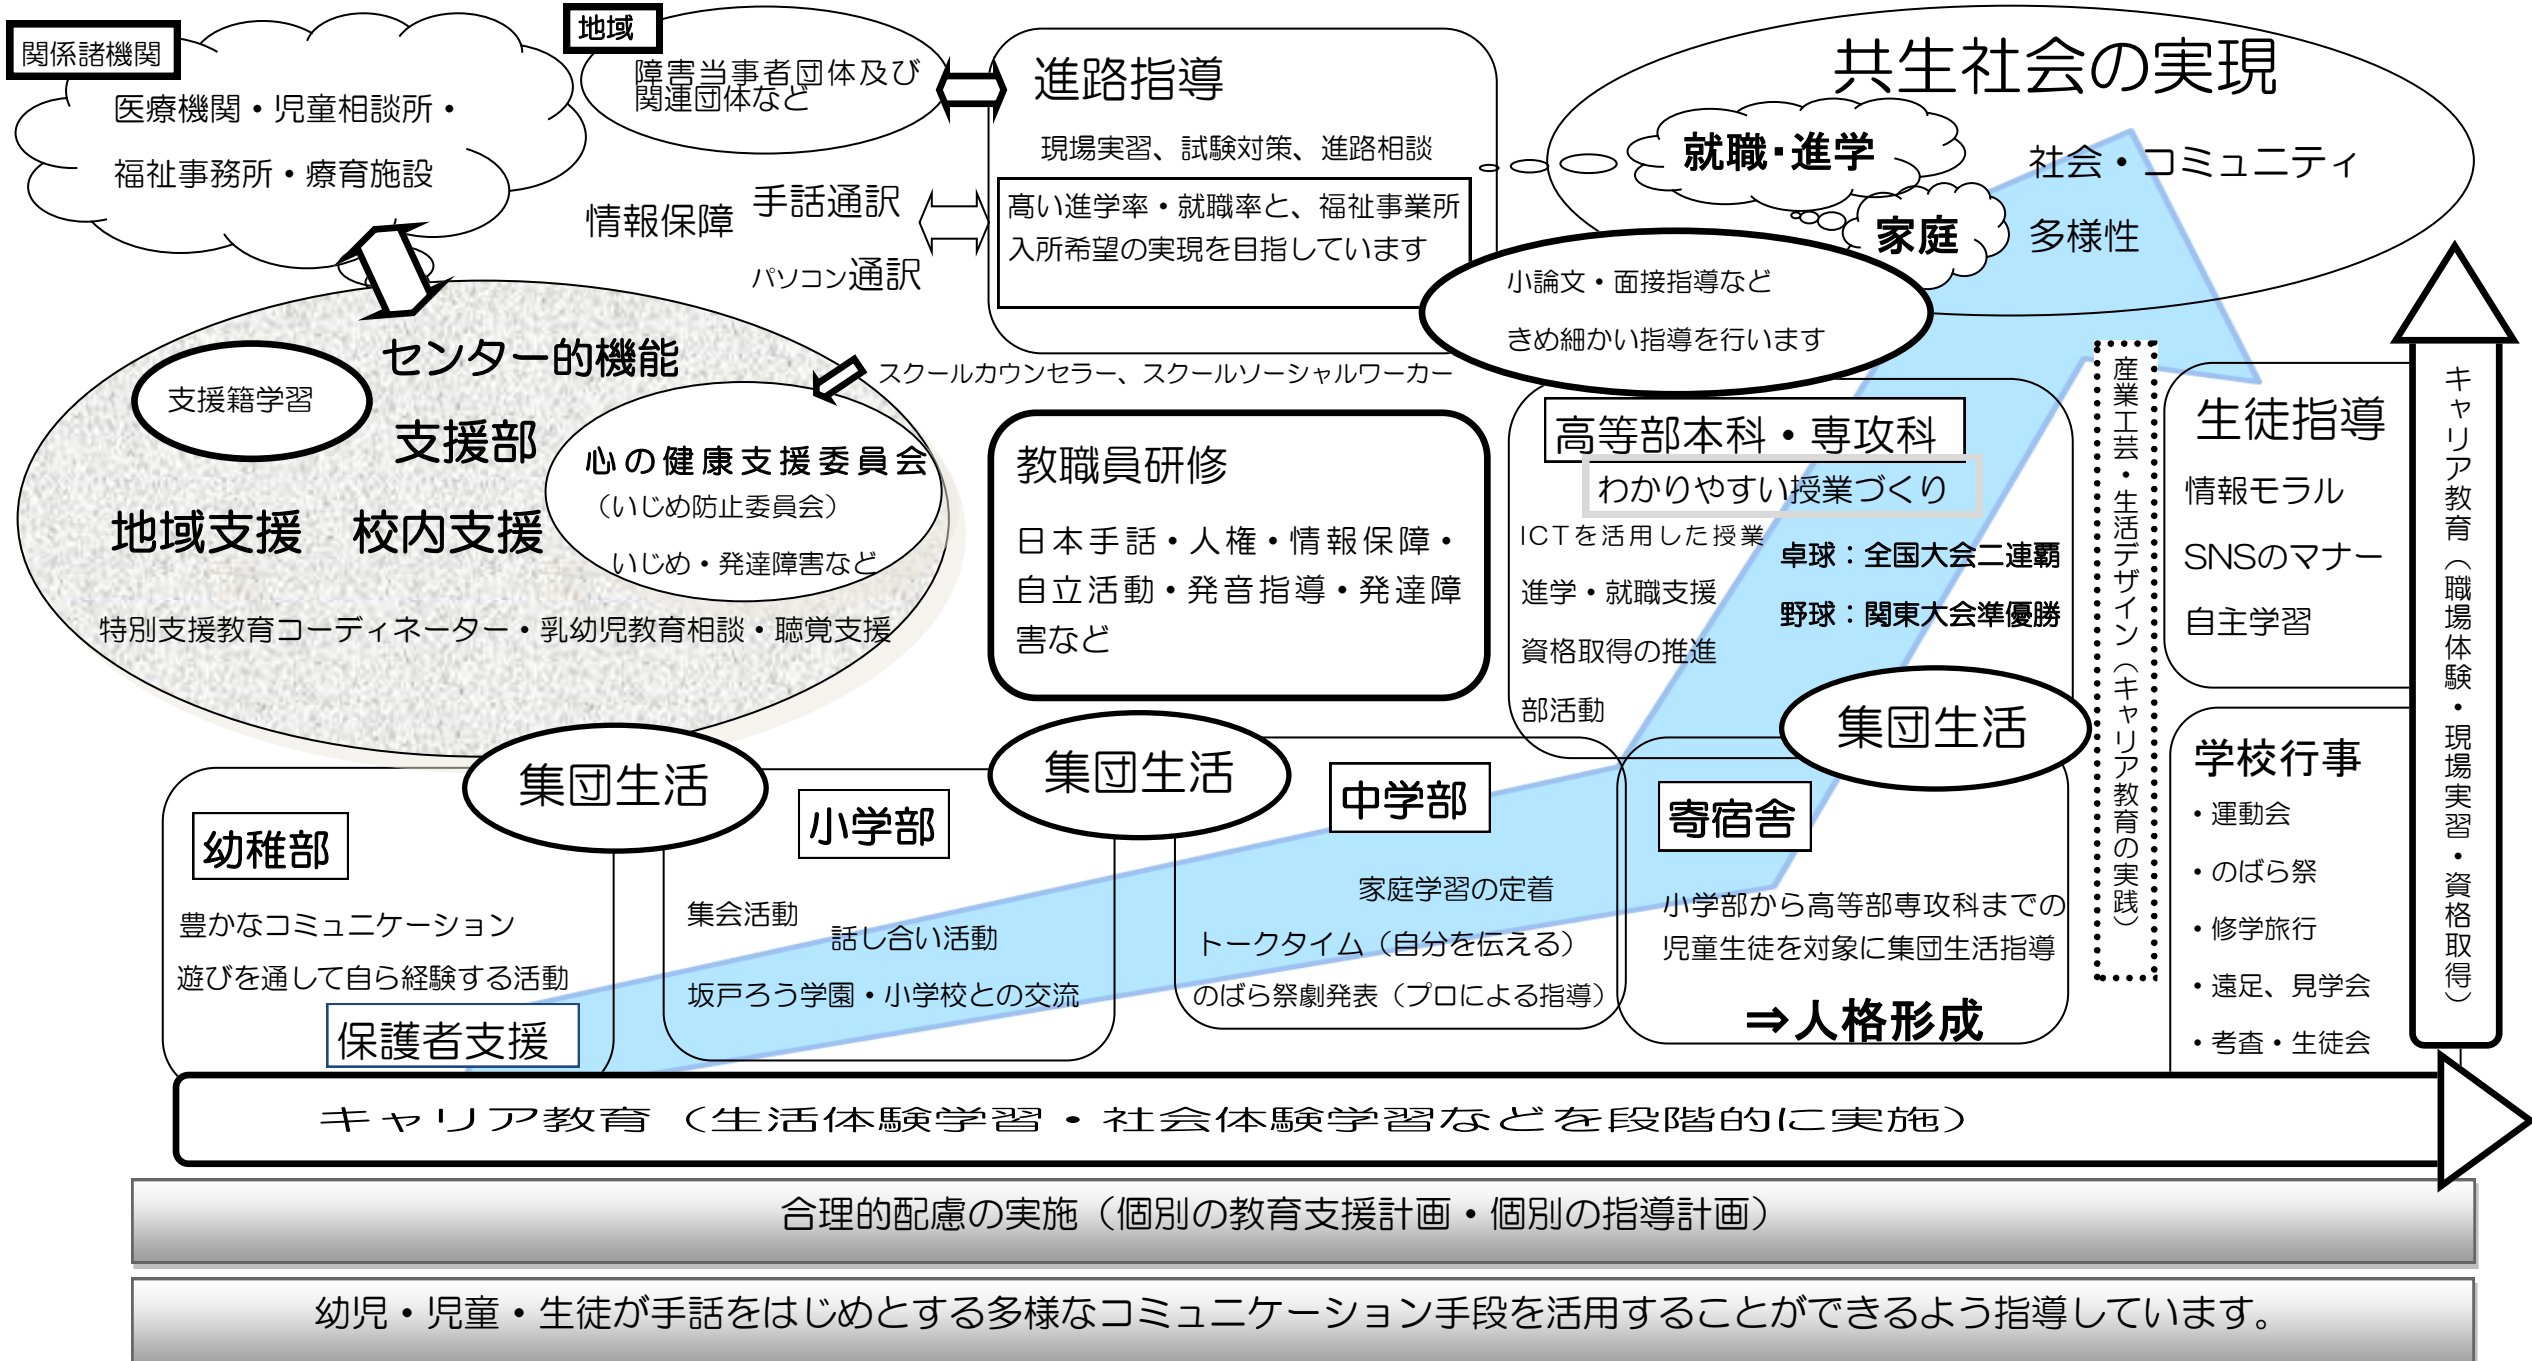 関係諸機関
医療機関・児童相談所・
福祉事務所・療育施設
地域
障害当事者団体及び
関連団体など
進路指導
現場実習、試験対策、進路相談
高い進学率・就職率と、福祉事業所
入所希望の実現を目指しています
情報保障
手話通訳
パソコン通訳
共生社会の実現
就職・進学
家庭
社会・コミュニティ
多様性
小論文・面接指導など
きめ細かい指導を行います
センター的機能
支援籍学習
支援部
地域支援　校内支援
特別支援教育コーディネーター・乳幼児教育相談・聴覚支援
心の健康支援委員会
（いじめ防止委員会）
いじめ・発達障害など
スクールカウンセラー、スクールソーシャルワーカー
教職員研修
日本手話・人権・情報保障・
自立活動・発音指導・発達障
害など
高等部本科・専攻科
わかりやすい授業づくり
ICTを活用した授業
進学・就職支援
資格取得の推進
部活動
卓球：全国大会二連覇
野球：関東大会準優勝
産業工芸・生活デザイン（キャリア教育の実践）
生徒指導
情報モラル
SNSのマナー
自主学習
キャリア教育（職場体験・現場実習・資格取得）
集団生活
集団生活
集団生活
幼稚部
豊かなコミュニケーション
遊びを通して自ら経験する活動
保護者支援
小学部
集会活動
話し合い活動
坂戸ろう学園・小学校との交流
中学部
家庭学習の定着
トークタイム（自分を伝える）
のばら祭劇発表（プロによる指導）
寄宿舎
小学部から高等部専攻科までの
児童生徒を対象に集団生活指導
⇒人格形成
学校行事
・運動会
・のばら祭
・修学旅行
・遠足、見学会
・考査・生徒会
キャリア教育（生活体験学習・社会体験学習などを段階的に実施）
合理的配慮の実施（個別の教育支援計画・個別の指導計画）
幼児・児童・生徒が手話をはじめとする多様なコミュニケーション手段を活用することができるよう指導しています。